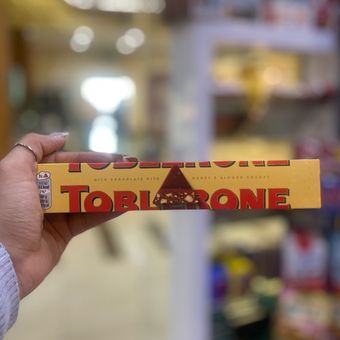 TOBLERONE
MILK CHOCOLATE WITH HONEY & ALMOND NOUGAT
TOBLERONE